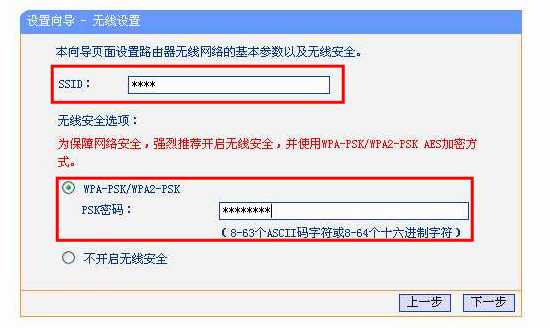 设置向导 - 无线设置
本向导页面设置路由器无线网络的基本参数以及无线安全。
SSID： ****
无线安全选项：
为保障网络安全，强烈推荐开启无线安全，并使用WPA-PSK/WPA2-PSK AES加密方
式。
WPA-PSK/WPA2-PSK
PSK密码： ********
（8-63个ASCII码字符或8-64个十六进制字符）
不开启无线安全
上一步 下一步